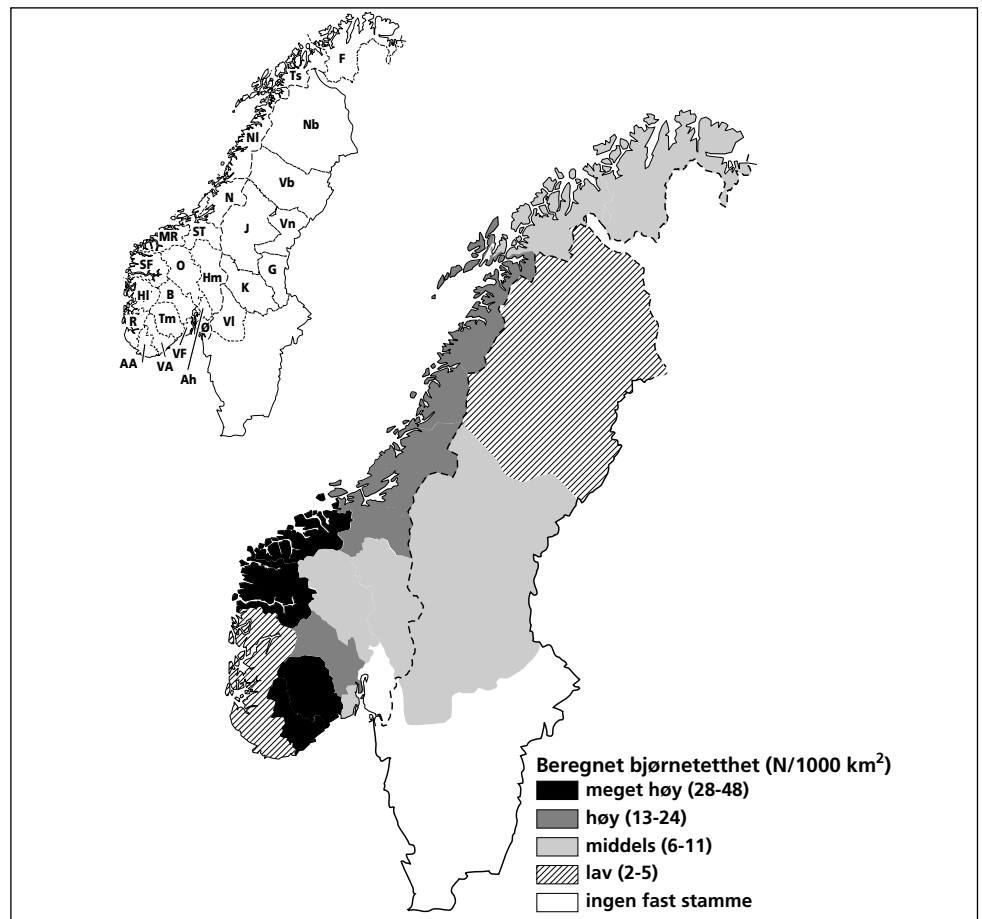 F
Ts
Nb
Nl
Vb
N
Vn
J
ST
MR
SF
O
G
Hm
K
Hl
B
R
Tm
Ø
Vl
VF
AA
VA
Ah
Beregnet bjørnetetthet (N/1000 km²)
meget høy (28-48)
høy (13-24)
middels (6-11)
lav (2-5)
ingen fast stamme